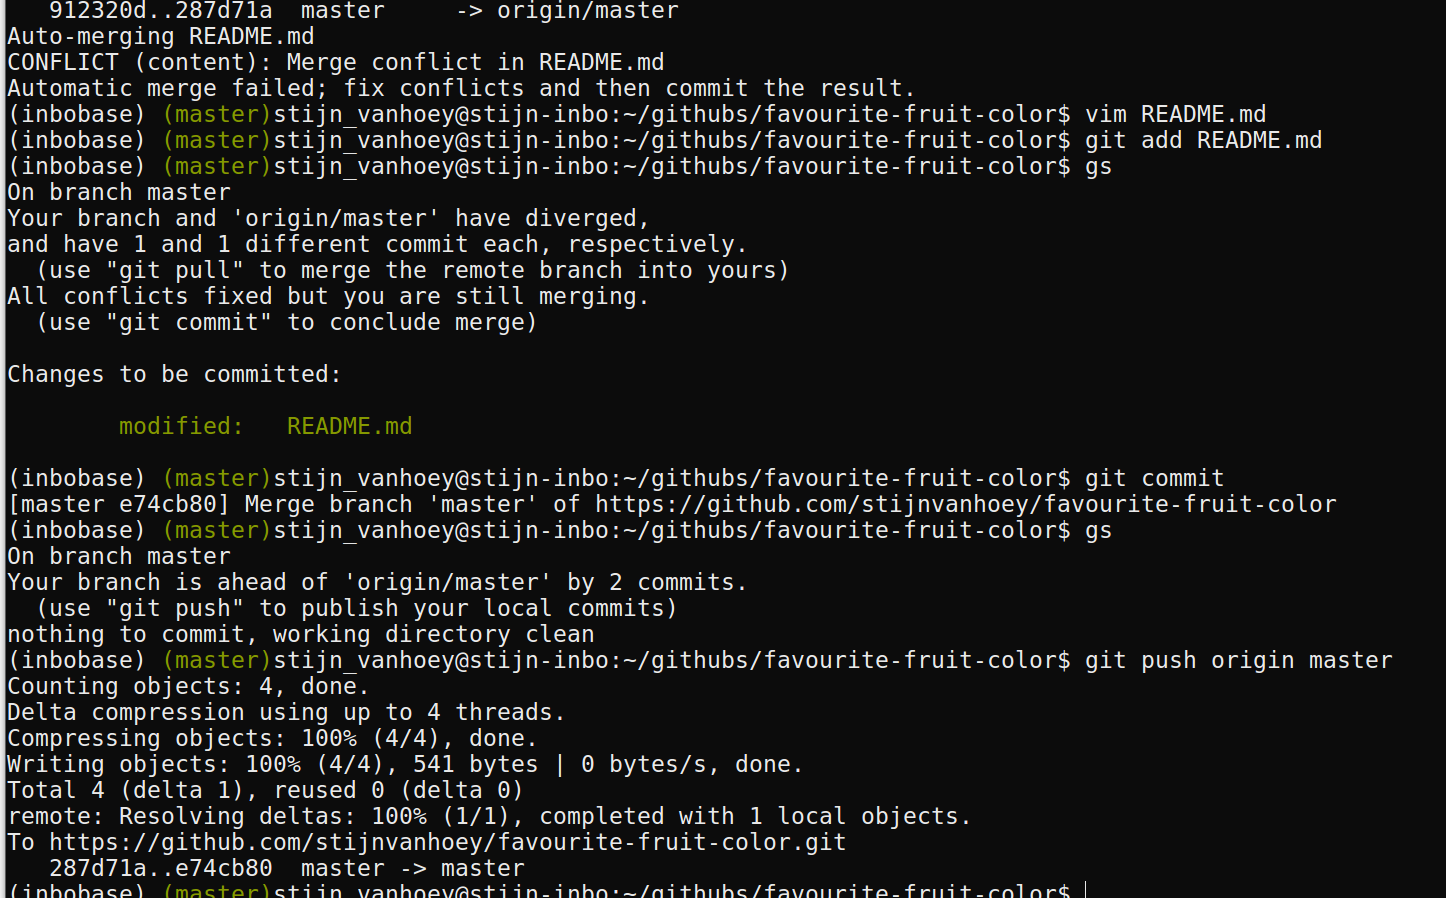 912320d..287d71a  master     -> origin/master
Auto-merging README.md
CONFLICT (content): Merge conflict in README.md
Automatic merge failed; fix conflicts and then commit the result.
(inbobase) (master)stijn_vanhoey@stijn-inbo:~/githubs/favourite-fruit-color$ vim README.md
(inbobase) (master)stijn_vanhoey@stijn-inbo:~/githubs/favourite-fruit-color$ git add README.md
(inbobase) (master)stijn_vanhoey@stijn-inbo:~/githubs/favourite-fruit-color$ gs
On branch master
Your branch and 'origin/master' have diverged,
and have 1 and 1 different commit each, respectively.
  (use "git pull" to merge the remote branch into yours)
All conflicts fixed but you are still merging.
  (use "git commit" to conclude merge)

Changes to be committed:

        modified:   README.md

(inbobase) (master)stijn_vanhoey@stijn-inbo:~/githubs/favourite-fruit-color$ git commit
[master e74cb80] Merge branch 'master' of https://github.com/stijnvanhoey/favourite-fruit-color
(inbobase) (master)stijn_vanhoey@stijn-inbo:~/githubs/favourite-fruit-color$ gs
On branch master
Your branch is ahead of 'origin/master' by 2 commits.
  (use "git push" to publish your local commits)
nothing to commit, working directory clean
(inbobase) (master)stijn_vanhoey@stijn-inbo:~/githubs/favourite-fruit-color$ git push origin master
Counting objects: 4, done.
Delta compression using up to 4 threads.
Compressing objects: 100% (4/4), done.
Writing objects: 100% (4/4), 541 bytes | 0 bytes/s, done.
Total 4 (delta 1), reused 0 (delta 0)
remote: Resolving deltas: 100% (1/1), completed with 1 local objects.
To https://github.com/stijnvanhoey/favourite-fruit-color.git
   287d71a..e74cb80  master -> master
(inbobase) (master)stijn_vanhoey@stijn-inbo:~/githubs/favourite-fruit-color$